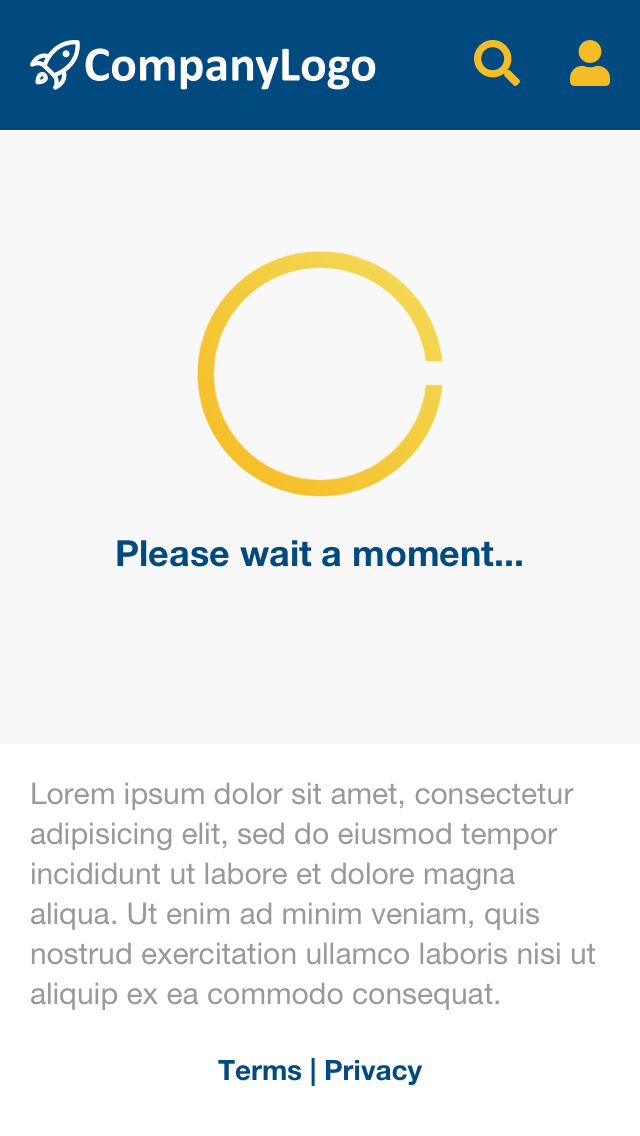 CompanyLogo
Please wait a moment...
Lorem ipsum dolor sit amet, consectetur
adipisicing elit, sed do eiusmod tempor
incididunt ut labore et dolore magna
aliqua. Ut enim ad minim veniam, quis
nostrud exercitation ullamco laboris nisi ut
aliquip ex ea commodo consequat.
Terms | Privacy